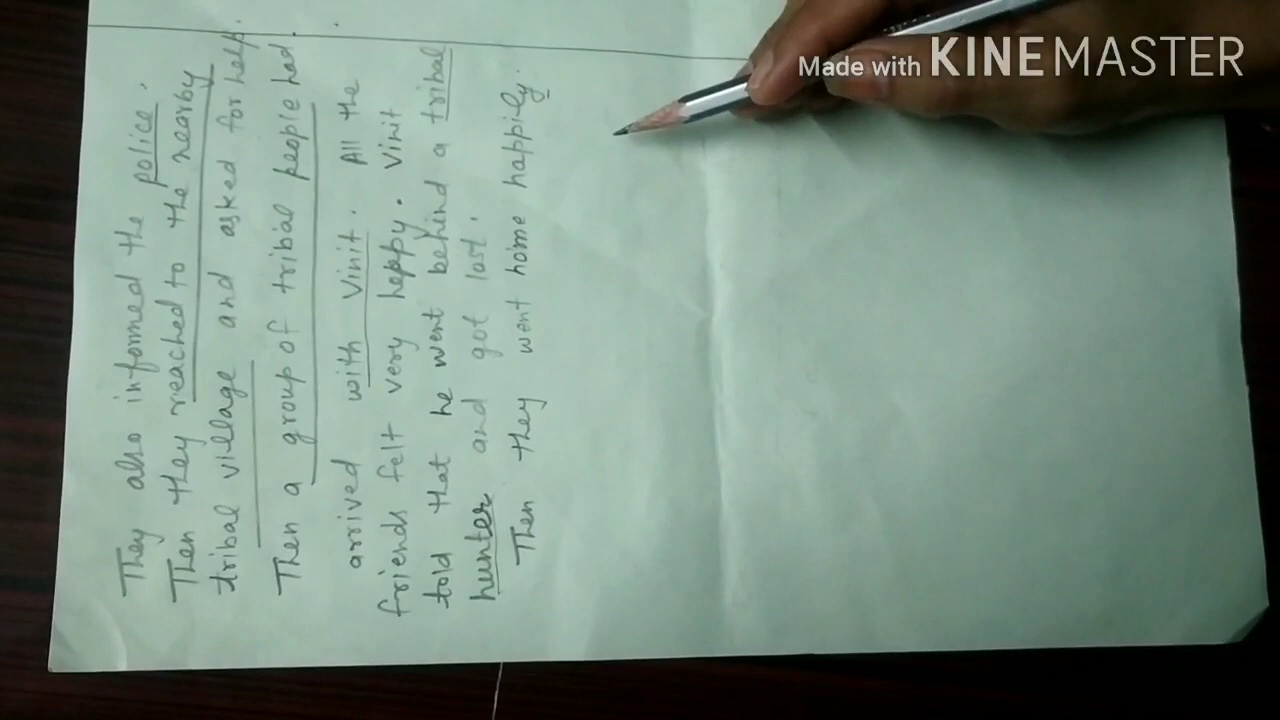 They also informed the police.
Then they reached to the nearby
tribal village and asked for help.
Then a group of tribal people had.
arrived with Vinit. All the
friends felt very happy. Vinit
told that he went behind a tribal
hunter and got lost.
Then they went home happily.
Made with KINEMASTER